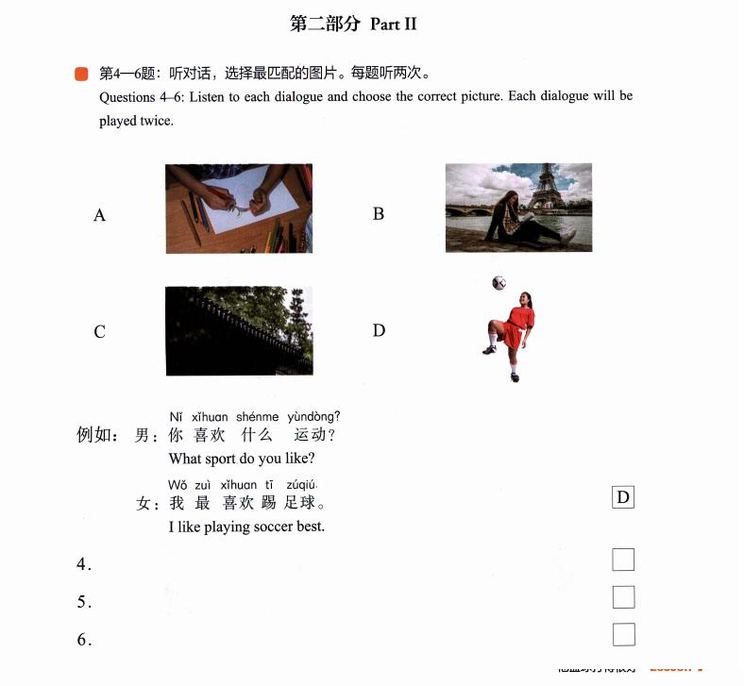 第二部分 Part II
第4—6题：听对话，选择最匹配的图片。每题听两次。
Questions 4–6: Listen to each dialogue and choose the correct picture. Each dialogue will be
played twice.
A
B
C
D
Nǐ xǐhuan shénme yùndòng?
例如： 男：你 喜欢 什么 运动？
What sport do you like?
Wǒ zuì xǐhuan tī zúqiú.
女：我 最 喜欢 踢 足球。
D
I like playing soccer best.
4.
5.
6.